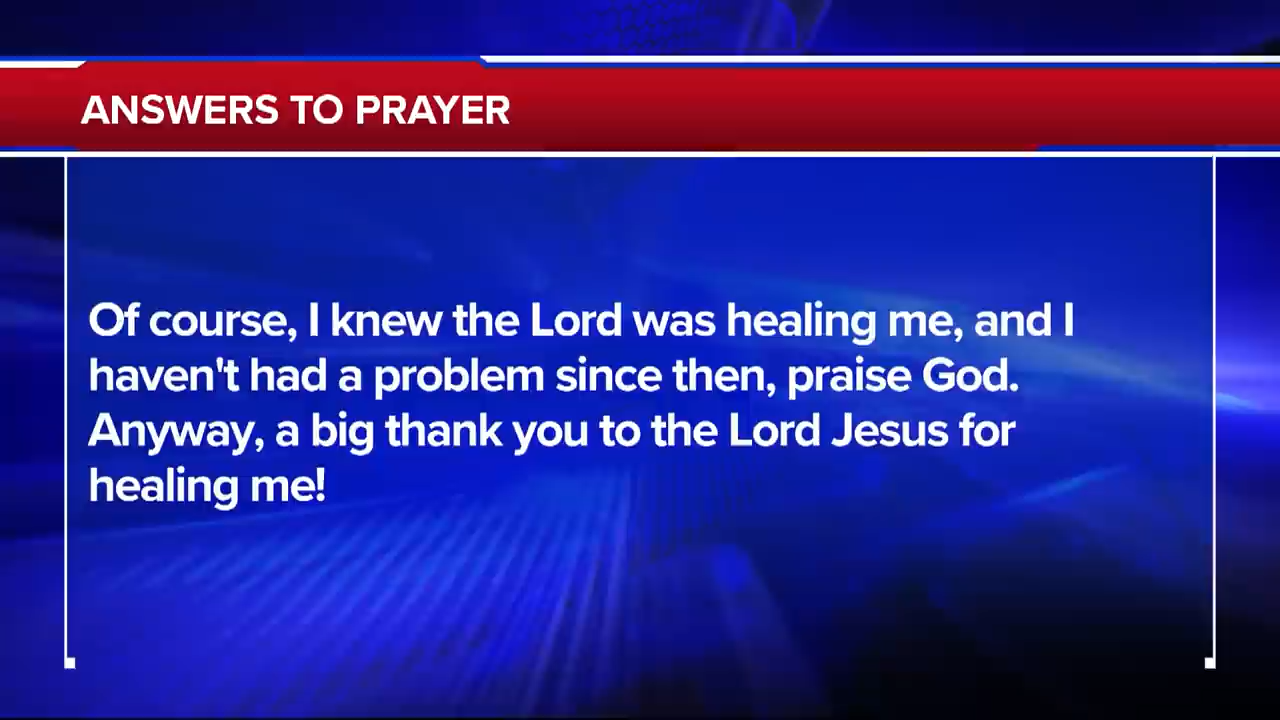 ANSWERS TO PRAYER
Of course, I knew the Lord was healing me, and I
haven't had a problem since then, praise God.
Anyway, a big thank you to the Lord Jesus for
healing me!